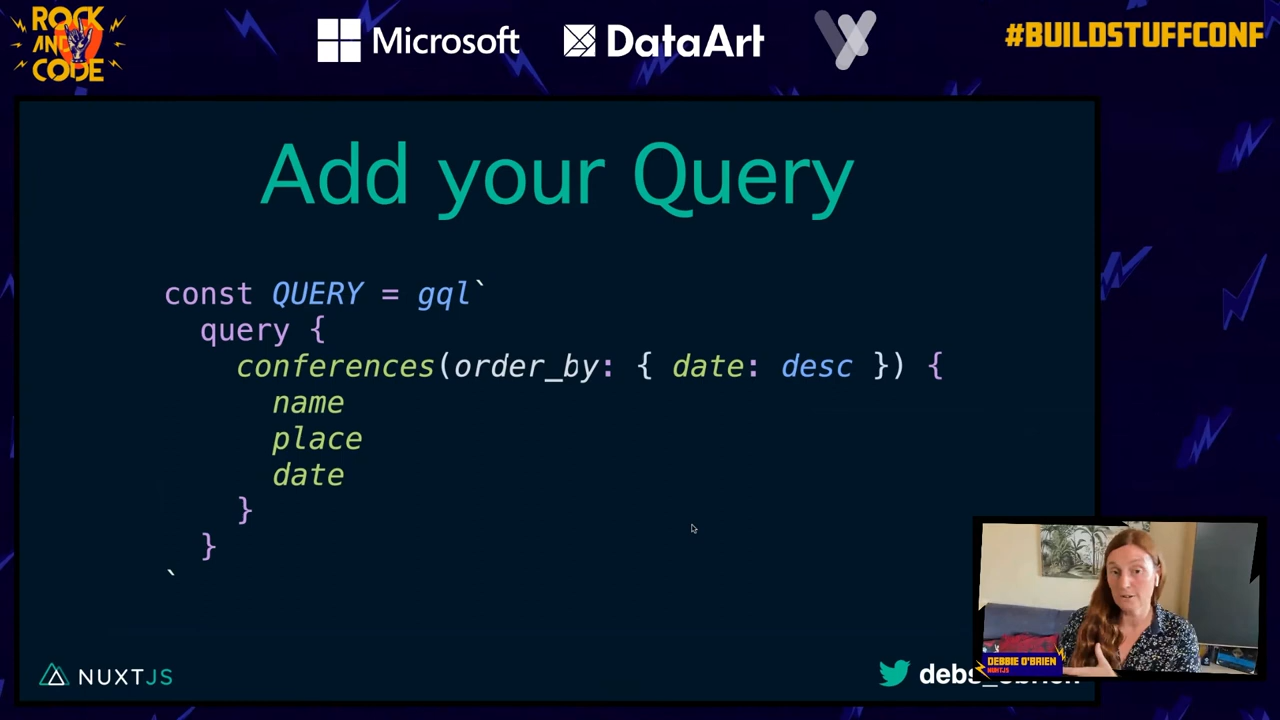 ROCK
AND
CODE
Microsoft
DataArt
#BUILDSTUFFCONF
Add your Query
const QUERY = gql`
query {
conferences(order_by: { date: desc }) {
name
place
date
}
}
`
NUXTJS
DEBBIE O'BRIEN
NUXTJS